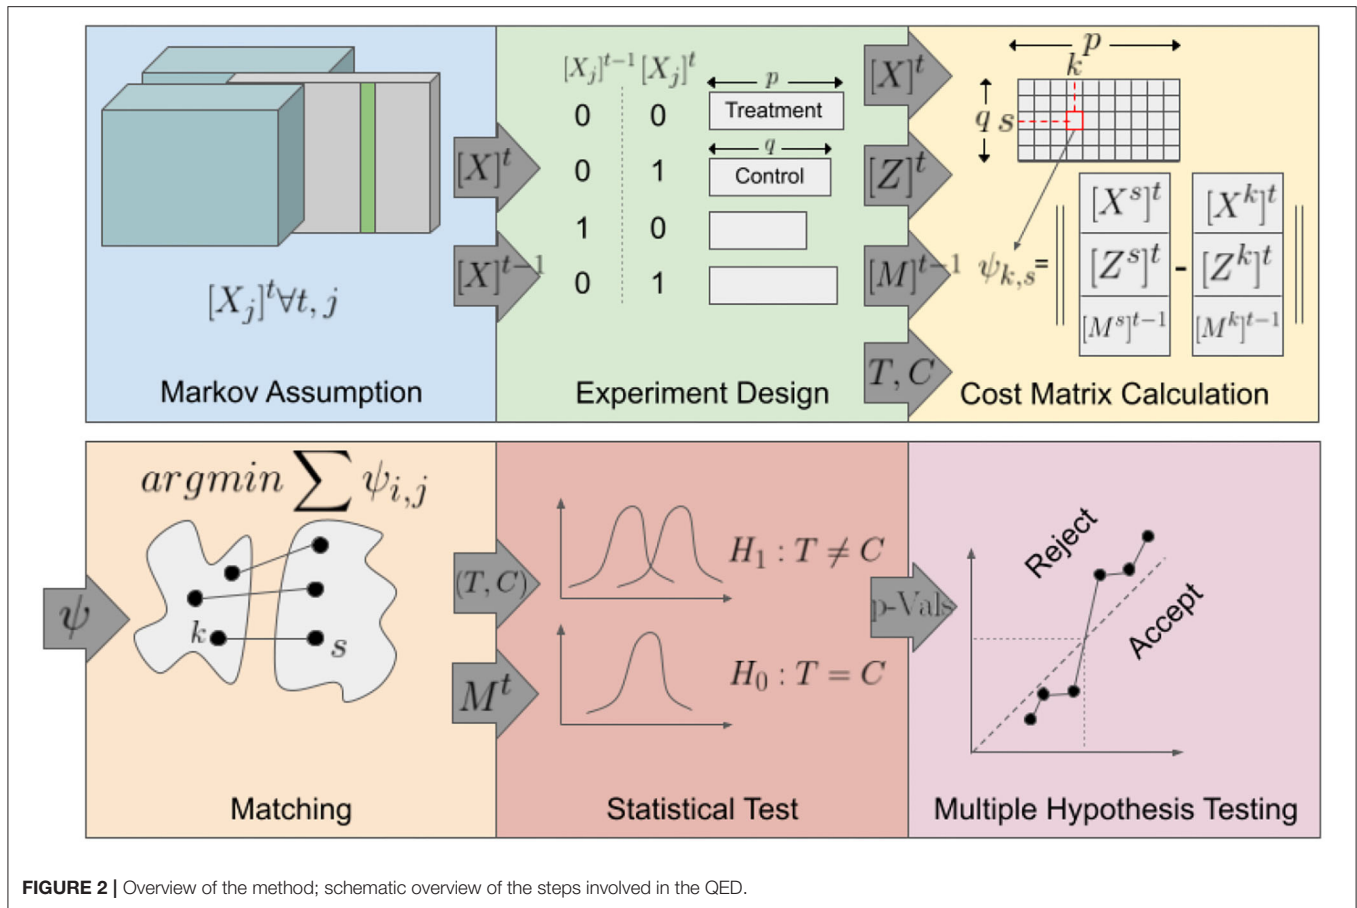 [X_j]^t ∀t, j
Markov Assumption
[X]^t
[X]^{t−1}
[X_j]^{t−1} [X_j]^t
0 0
0 1
1 0
0 1
p
Treatment
q
Control
Experiment Design
[X]^t
[Z]^t
[M]^{t−1}
T, C
p
k
q s
ψ_{k,s} = || [X^s]^t [Z^s]^t [M^s]^{t−1} - [X^k]^t [Z^k]^t [M^k]^{t−1} ||
Cost Matrix Calculation
ψ
argmin ∑ ψ_{i,j}
k
s
Matching
(T, C)
M^t
H_1 : T ≠ C
H_0 : T = C
Statistical Test
p-Vals
Reject
Accept
Multiple Hypothesis Testing
FIGURE 2 | Overview of the method; schematic overview of the steps involved in the QED.